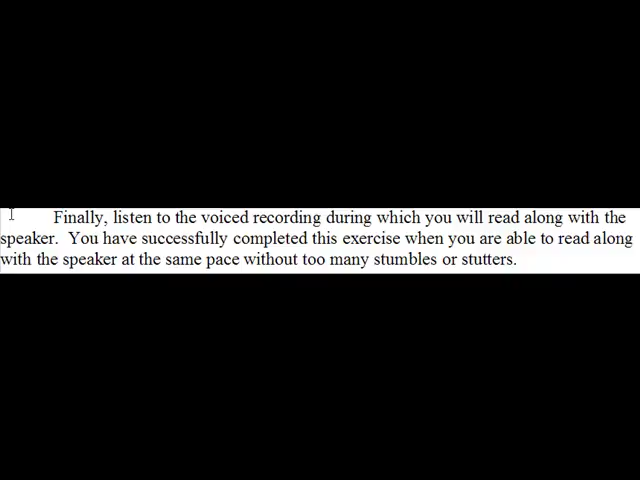 Finally, listen to the voiced recording during which you will read along with the
speaker.  You have successfully completed this exercise when you are able to read along
with the speaker at the same pace without too many stumbles or stutters.